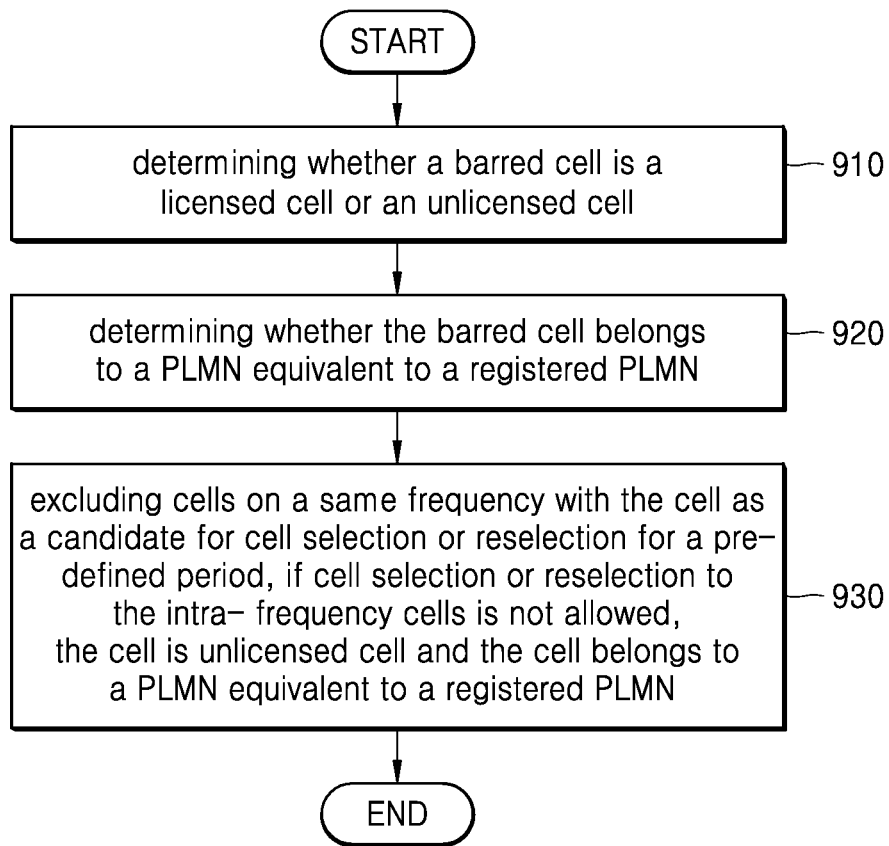 START
determining whether a barred cell is a
licensed cell or an unlicensed cell
910
determining whether the barred cell belongs
to a PLMN equivalent to a registered PLMN
920
excluding cells on a same frequency with the cell as
a candidate for cell selection or reselection for a pre-
defined period, if cell selection or reselection to
the intra- frequency cells is not allowed,
the cell is unlicensed cell and the cell belongs to
a PLMN equivalent to a registered PLMN
930
END